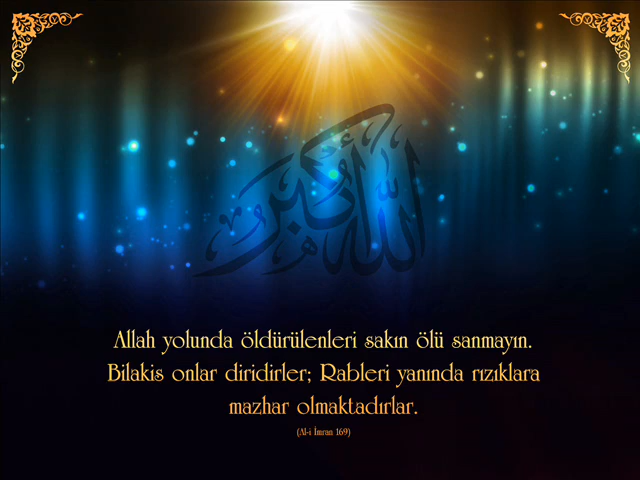 الله أكبر
Allah yolunda öldürülenleri sakın ölü sanmayın.
Bilakis onlar diridirler; Rableri yanında rızıklara
mazhar olmaktadırlar.
(Al-i İmran 169)